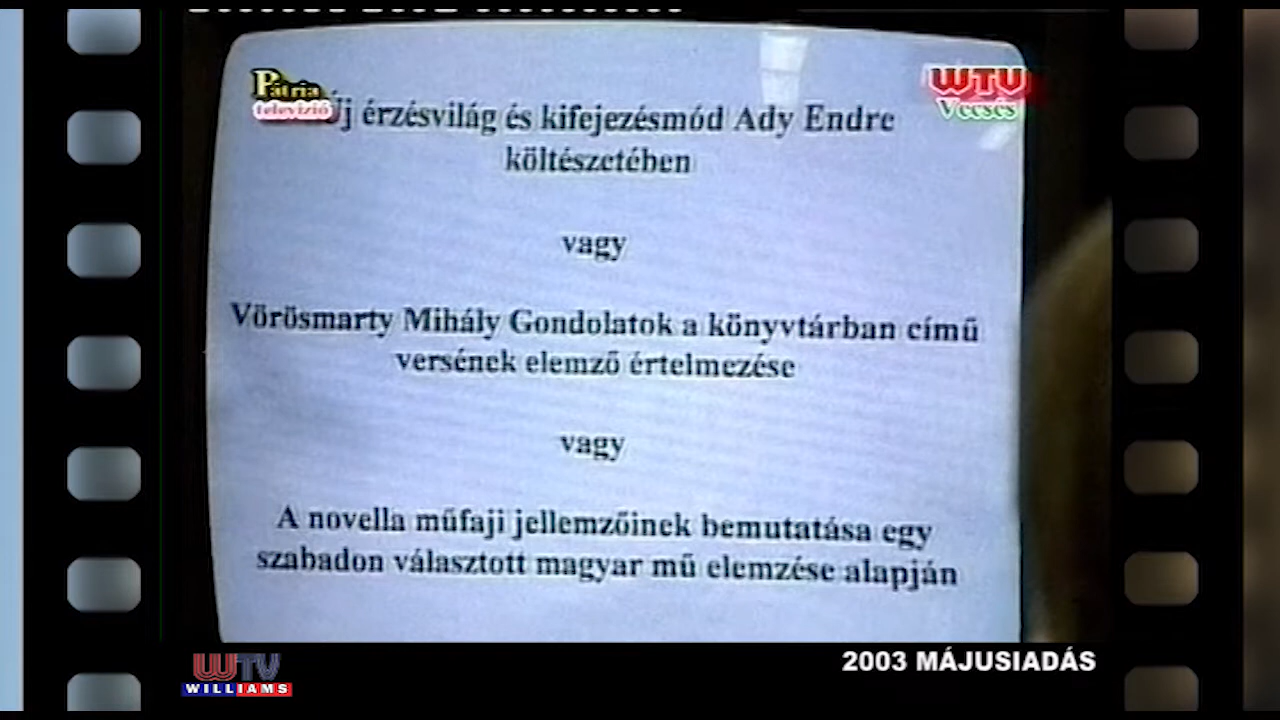 Pátria
televízió
WTV
Vecsés
Új érzésvilág és kifejezésmód Ady Endre
költészetében
vagy
Vörösmarty Mihály Gondolatok a könyvtárban című
versének elemző értelmezése
vagy
A novella műfaji jellemzőinek bemutatása egy
szabadon választott magyar mű elemzése alapján
WTV
WILLIAMS
2003 MÁJUSIADÁS